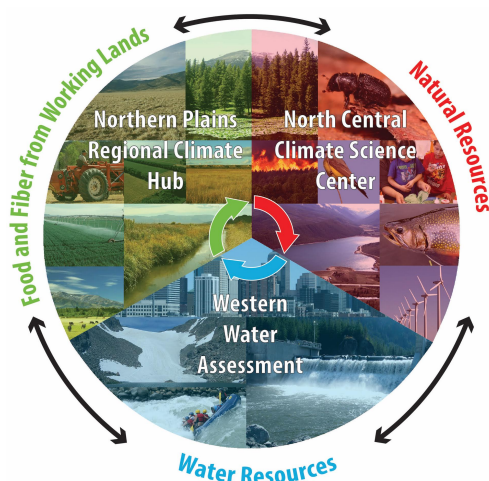 Food and Fiber from Working Lands
Natural Resources
Northern Plains
Regional Climate
Hub
North Central
Climate Science
Center
Western
Water
Assessment
Water Resources